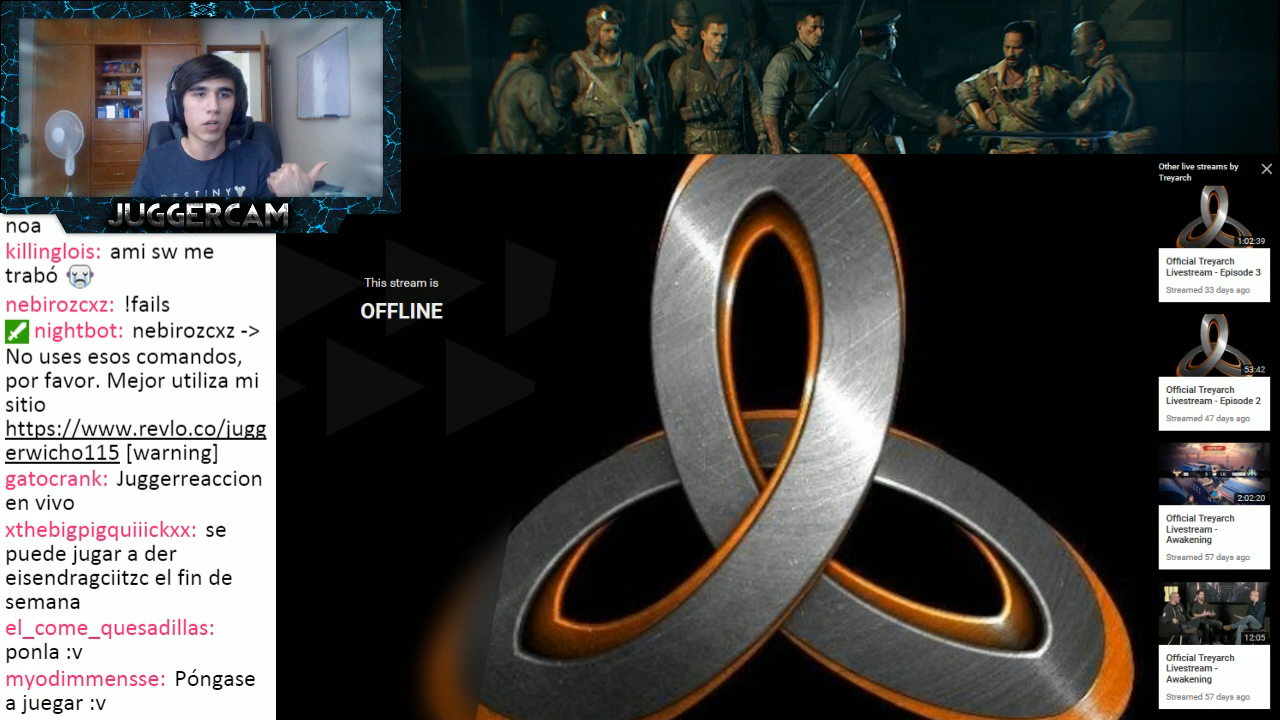 DESTINY
JUGGERCAM
noa
killinglois: ami sw me
trabó
nebirozcxz: !fails
nightbot: nebirozcxz ->
No uses esos comandos,
por favor. Mejor utiliza mi
sitio
https://www.revlo.co/jugg
erwicho115 [warning]
gatocrank: Juggerreaccion
en vivo
xthebigpigquiiickxx: se
puede jugar a der
eisendragciitzc el fin de
semana
el_come_quesadillas:
ponla :v
myodimmensse: Póngase
a juegar :v
This stream is
OFFLINE
Other live streams by
Treyarch
1:02:39
Official Treyarch
Livestream - Episode 3
Streamed 33 days ago
53:42
Official Treyarch
Livestream - Episode 2
Streamed 47 days ago
2:02:20
Official Treyarch
Livestream -
Awakening
Streamed 57 days ago
12:05
Official Treyarch
Livestream -
Awakening
Streamed 57 days ago